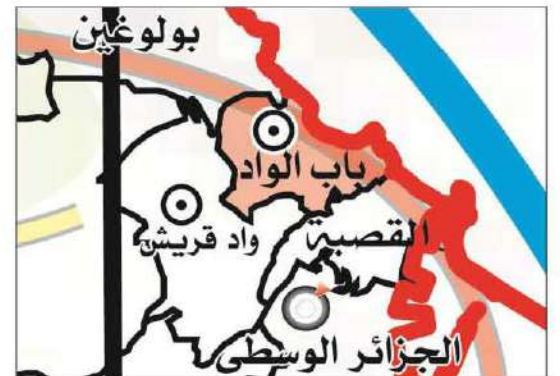 بولوغين
باب الواد
القصبة
واد قريش
الجزائر الوسطى